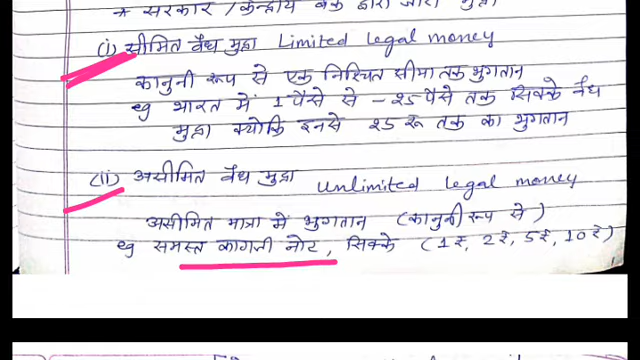 * सरकार / केन्द्रीय बैंक द्वारा जारी मुद्रा
(i) सीमित वैध मुद्रा Limited Legal money
कानुनी रूप से एक निश्चित सीमा तक भुगतान
eg भारत में 1 पैसे से - 25 पैसे तक सिक्के वैध
मुद्रा क्योकि इनसे 25 रू तक का भुगतान
(ii) असीमित वैध मुद्रा unlimited legal money
असीमित मात्रा मे भुगतान (कानुनी रूप से)
eg समस्त कागजी नोट, सिक्के (1₹, 2₹, 5₹, 10₹)